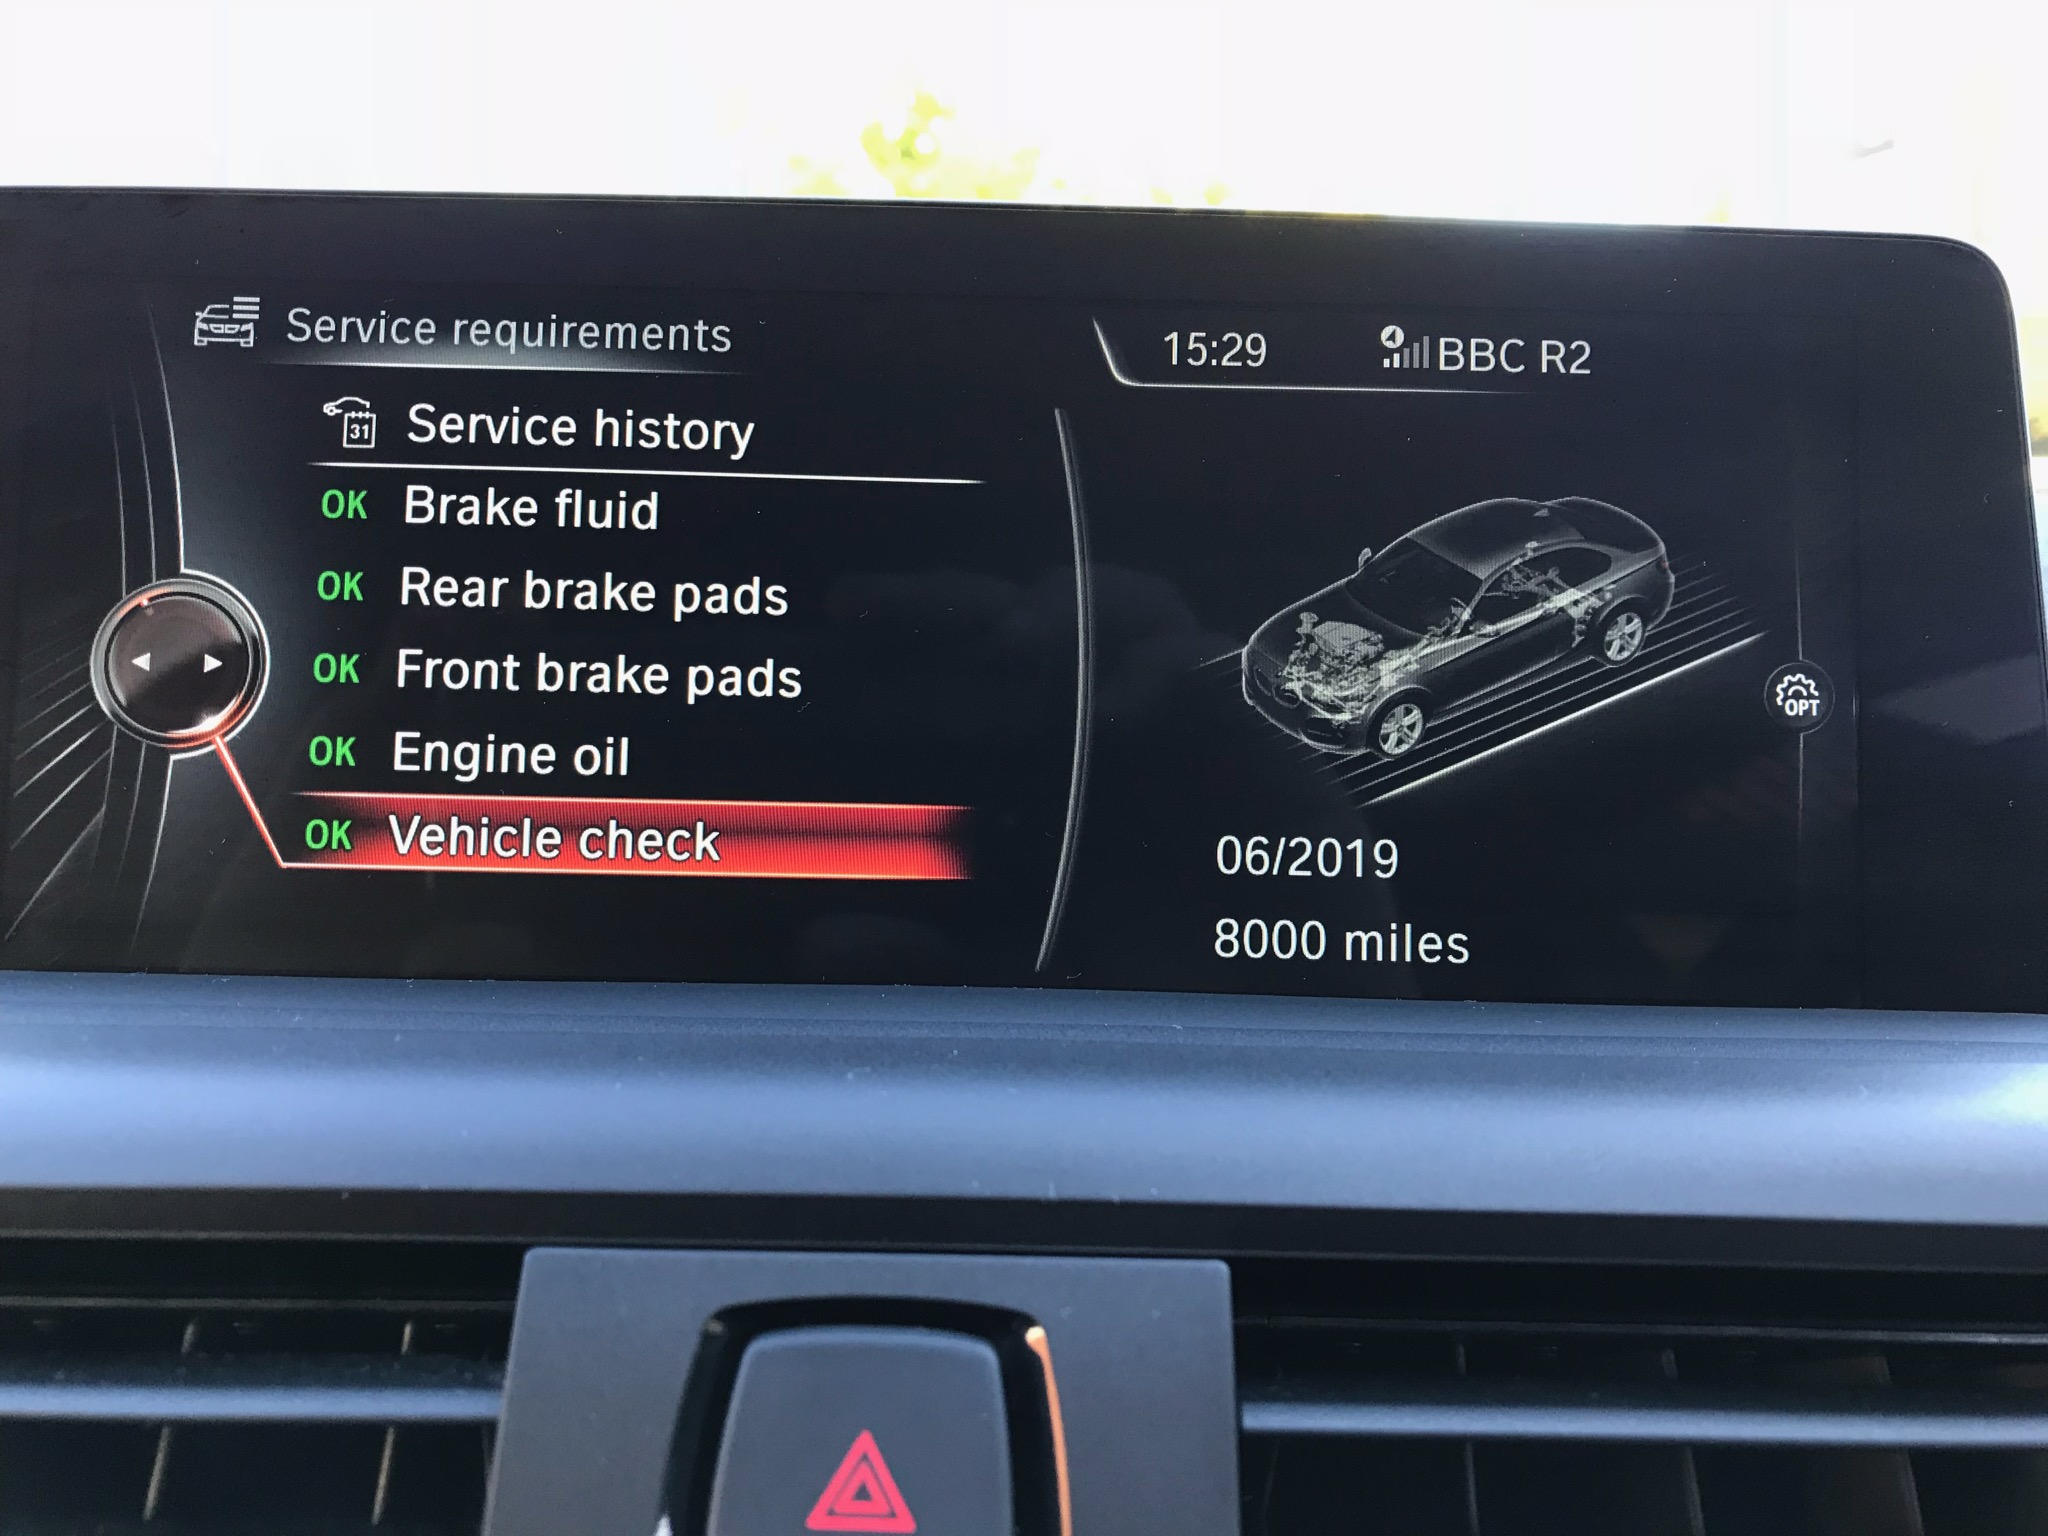 Service requirements
15:29 BBC R2
31 Service history
OK Brake fluid
OK Rear brake pads
OK Front brake pads
OK Engine oil
OK Vehicle check
OPT
06/2019
8000 miles